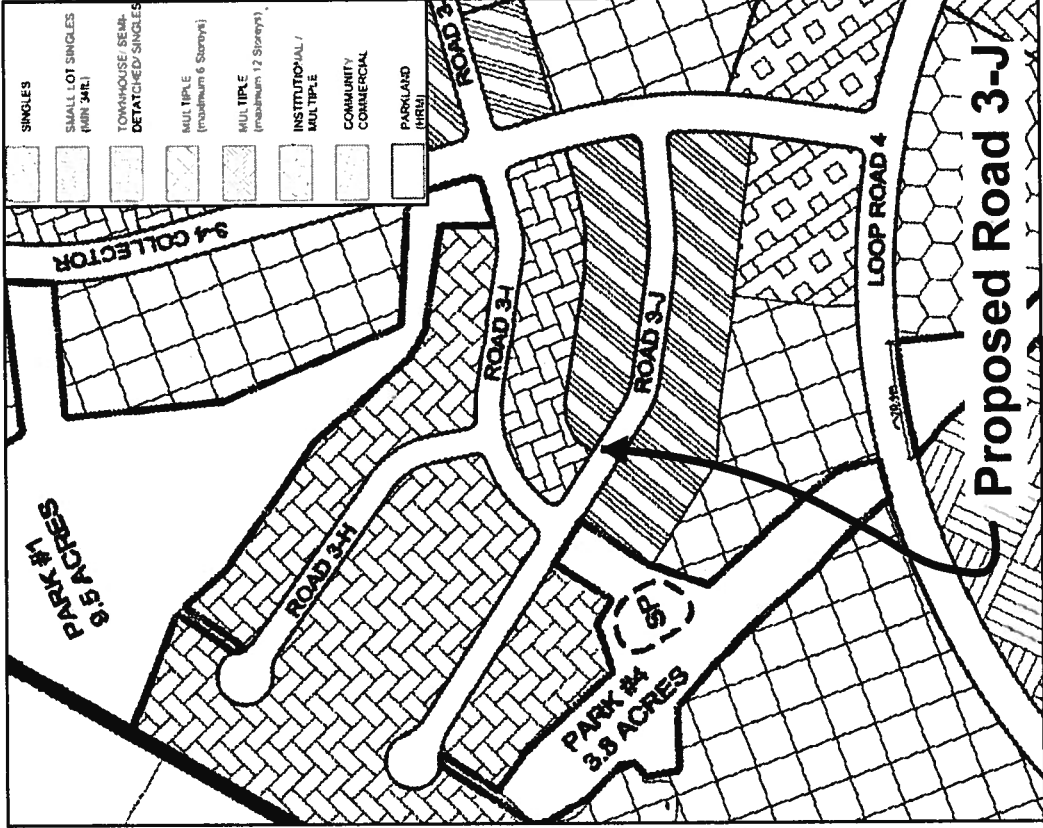 SINGLES
SMALL LOT SINGLES
(MIN 34ft.)
TOWNHOUSE/ SEMI-
DETATCHED/ SINGLES
MULTIPLE
(maximum 6 Storeys)
MULTIPLE
(maximum 12 Storeys)
INSTITUTIONAL /
MULTIPLE
COMMUNITY
COMMERCIAL
PARKLAND
(HRM)
ROAD 3-
3-4 COLLECTOR
ROAD 3-I
ROAD 3-J
LOOP ROAD 4
PARK #1
9.5 ACRES
ROAD 3-H
SP
PARK #4
3.8 ACRES
Proposed Road 3-J